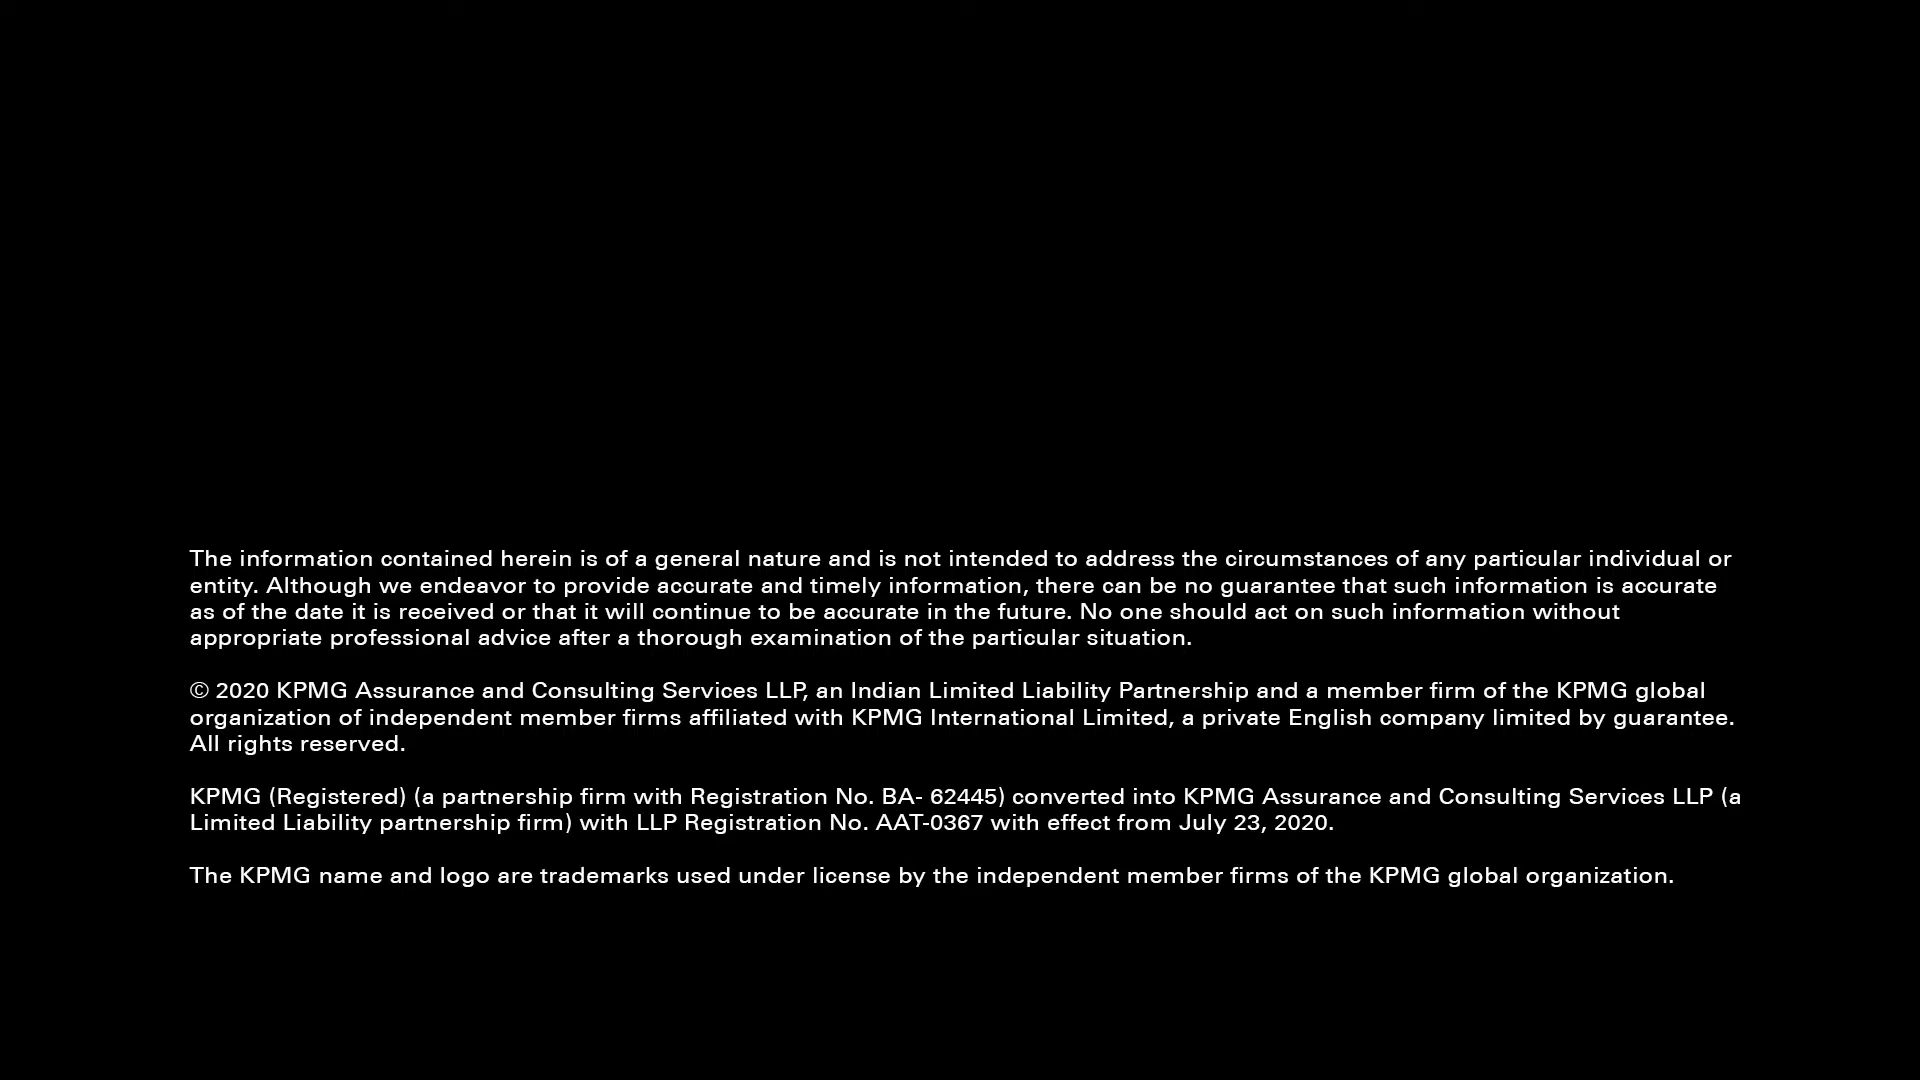 The information contained herein is of a general nature and is not intended to address the circumstances of any particular individual or
entity. Although we endeavor to provide accurate and timely information, there can be no guarantee that such information is accurate
as of the date it is received or that it will continue to be accurate in the future. No one should act on such information without
appropriate professional advice after a thorough examination of the particular situation.
© 2020 KPMG Assurance and Consulting Services LLP, an Indian Limited Liability Partnership and a member firm of the KPMG global
organization of independent member firms affiliated with KPMG International Limited, a private English company limited by guarantee.
All rights reserved.
KPMG (Registered) (a partnership firm with Registration No. BA- 62445) converted into KPMG Assurance and Consulting Services LLP (a
Limited Liability partnership firm) with LLP Registration No. AAT-0367 with effect from July 23, 2020.
The KPMG name and logo are trademarks used under license by the independent member firms of the KPMG global organization.